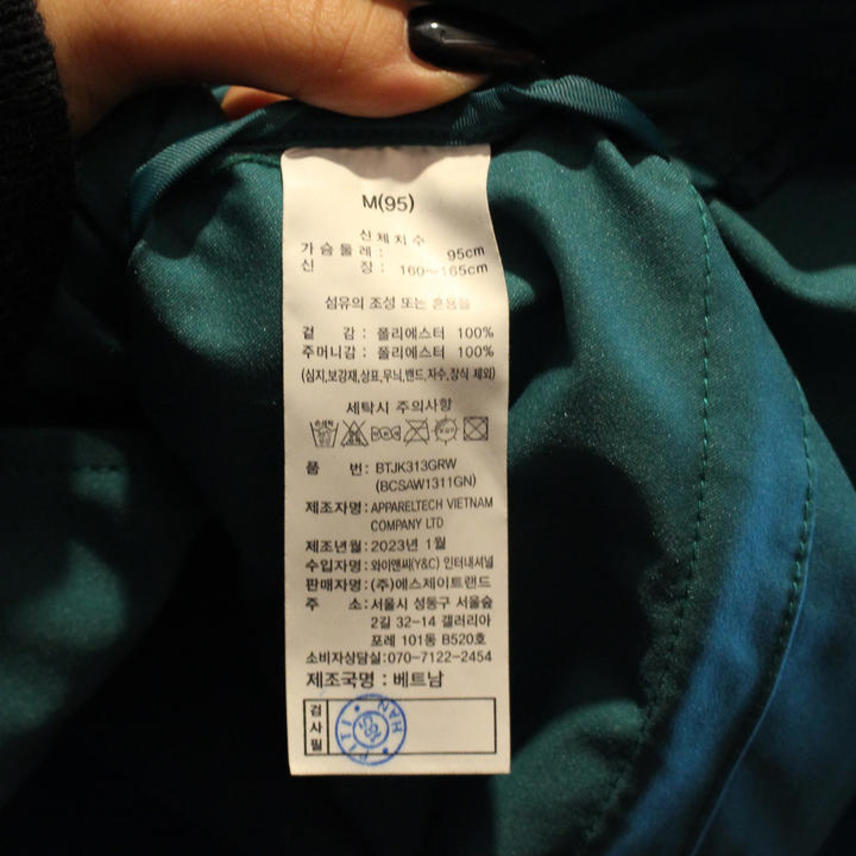 M(95)
신체치수
가슴둘레: 95cm
신 장: 160~165cm
섬유의 조성 또는 혼용율
겉 감: 폴리에스터 100%
주머니감: 폴리에스터 100%
(심지,보강재,상표,무늬,밴드,자수,장식 제외)
세탁시 주의사항
품 번: BTJK313GRW
(BCSAW1311GN)
제조자명: APPARELTECH VIETNAM
COMPANY LTD
제조년월: 2023년 1월
수입자명: 와이앤씨(Y&C) 인터내셔널
판매자명: (주)에스제이트랜드
주 소: 서울시 성동구 서울숲
2길 32-14 갤러리아
포레 101동 B520호
소비자상담실: 070-7122-2454
제조국명: 베트남
검사필
HAN